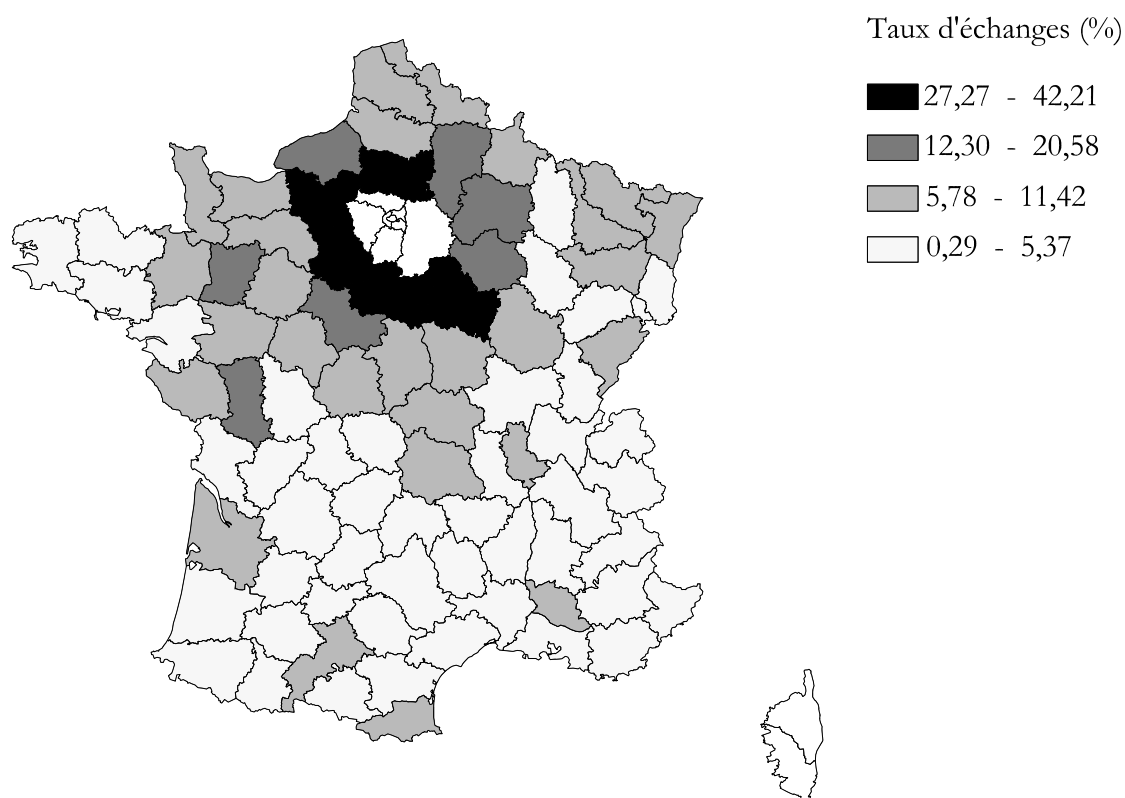 Taux d'échanges (%)
27,27 - 42,21
12,30 - 20,58
5,78 - 11,42
0,29 - 5,37